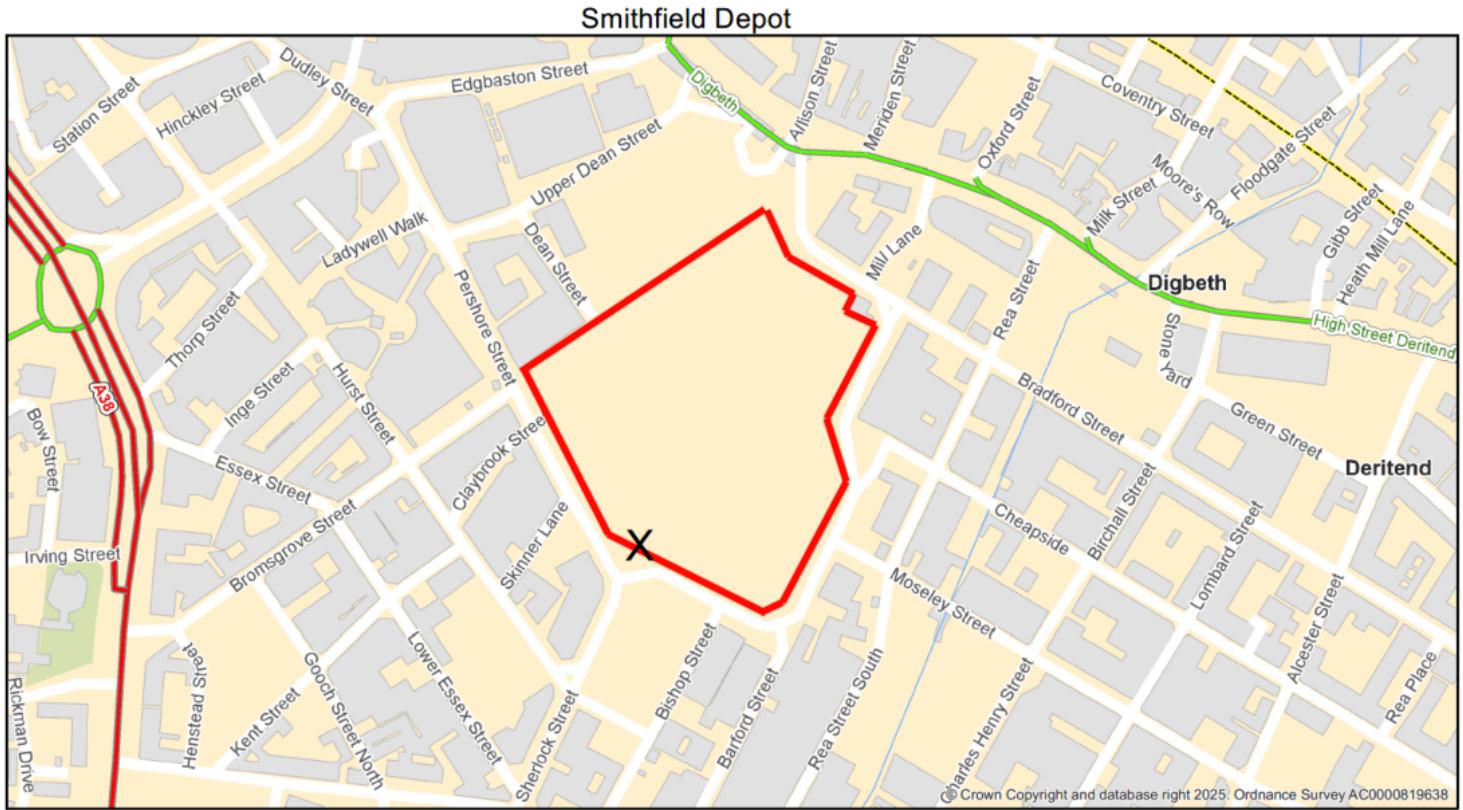 Smithfield Depot
Station Street
Hinckley Street
Dudley Street
Edgbaston Street
Digbeth
Allison Street
Meriden Street
Oxford Street
Coventry Street
Floodgate Street
Moore's Row
Milk Street
Gibb Street
Heath Mill Lane
Upper Dean Street
Ladywell Walk
Dean Street
Mill Lane
Rea Street
Digbeth
High Street Deritend
Stone Yard
Thorp Street
Pershore Street
Inge Street
Hurst Street
A38
Bow Street
Essex Street
Claybrook Street
Bradford Street
Green Street
Deritend
Bromsgrove Street
Skinner Lane
X
Cheapside
Birchall Street
Lombard Street
Irving Street
Moseley Street
Alcester Street
Rickman Drive
Henstead Street
Kent Street
Gooch Street North
Lower Essex Street
Sherlock Street
Bishop Street
Barford Street
Rea Street South
Charles Henry Street
Rea Place
© Crown Copyright and database right 2025. Ordnance Survey AC0000819638